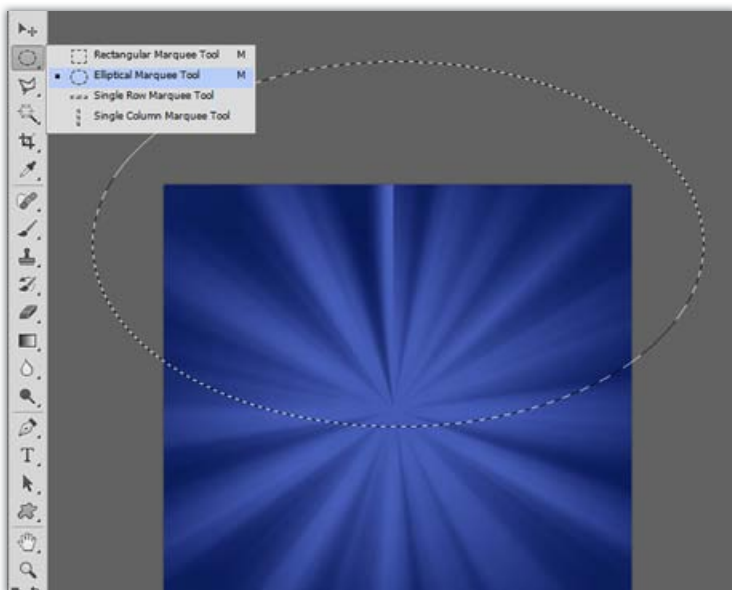 Rectangular Marquee Tool M
Elliptical Marquee Tool M
Single Row Marquee Tool
Single Column Marquee Tool
T